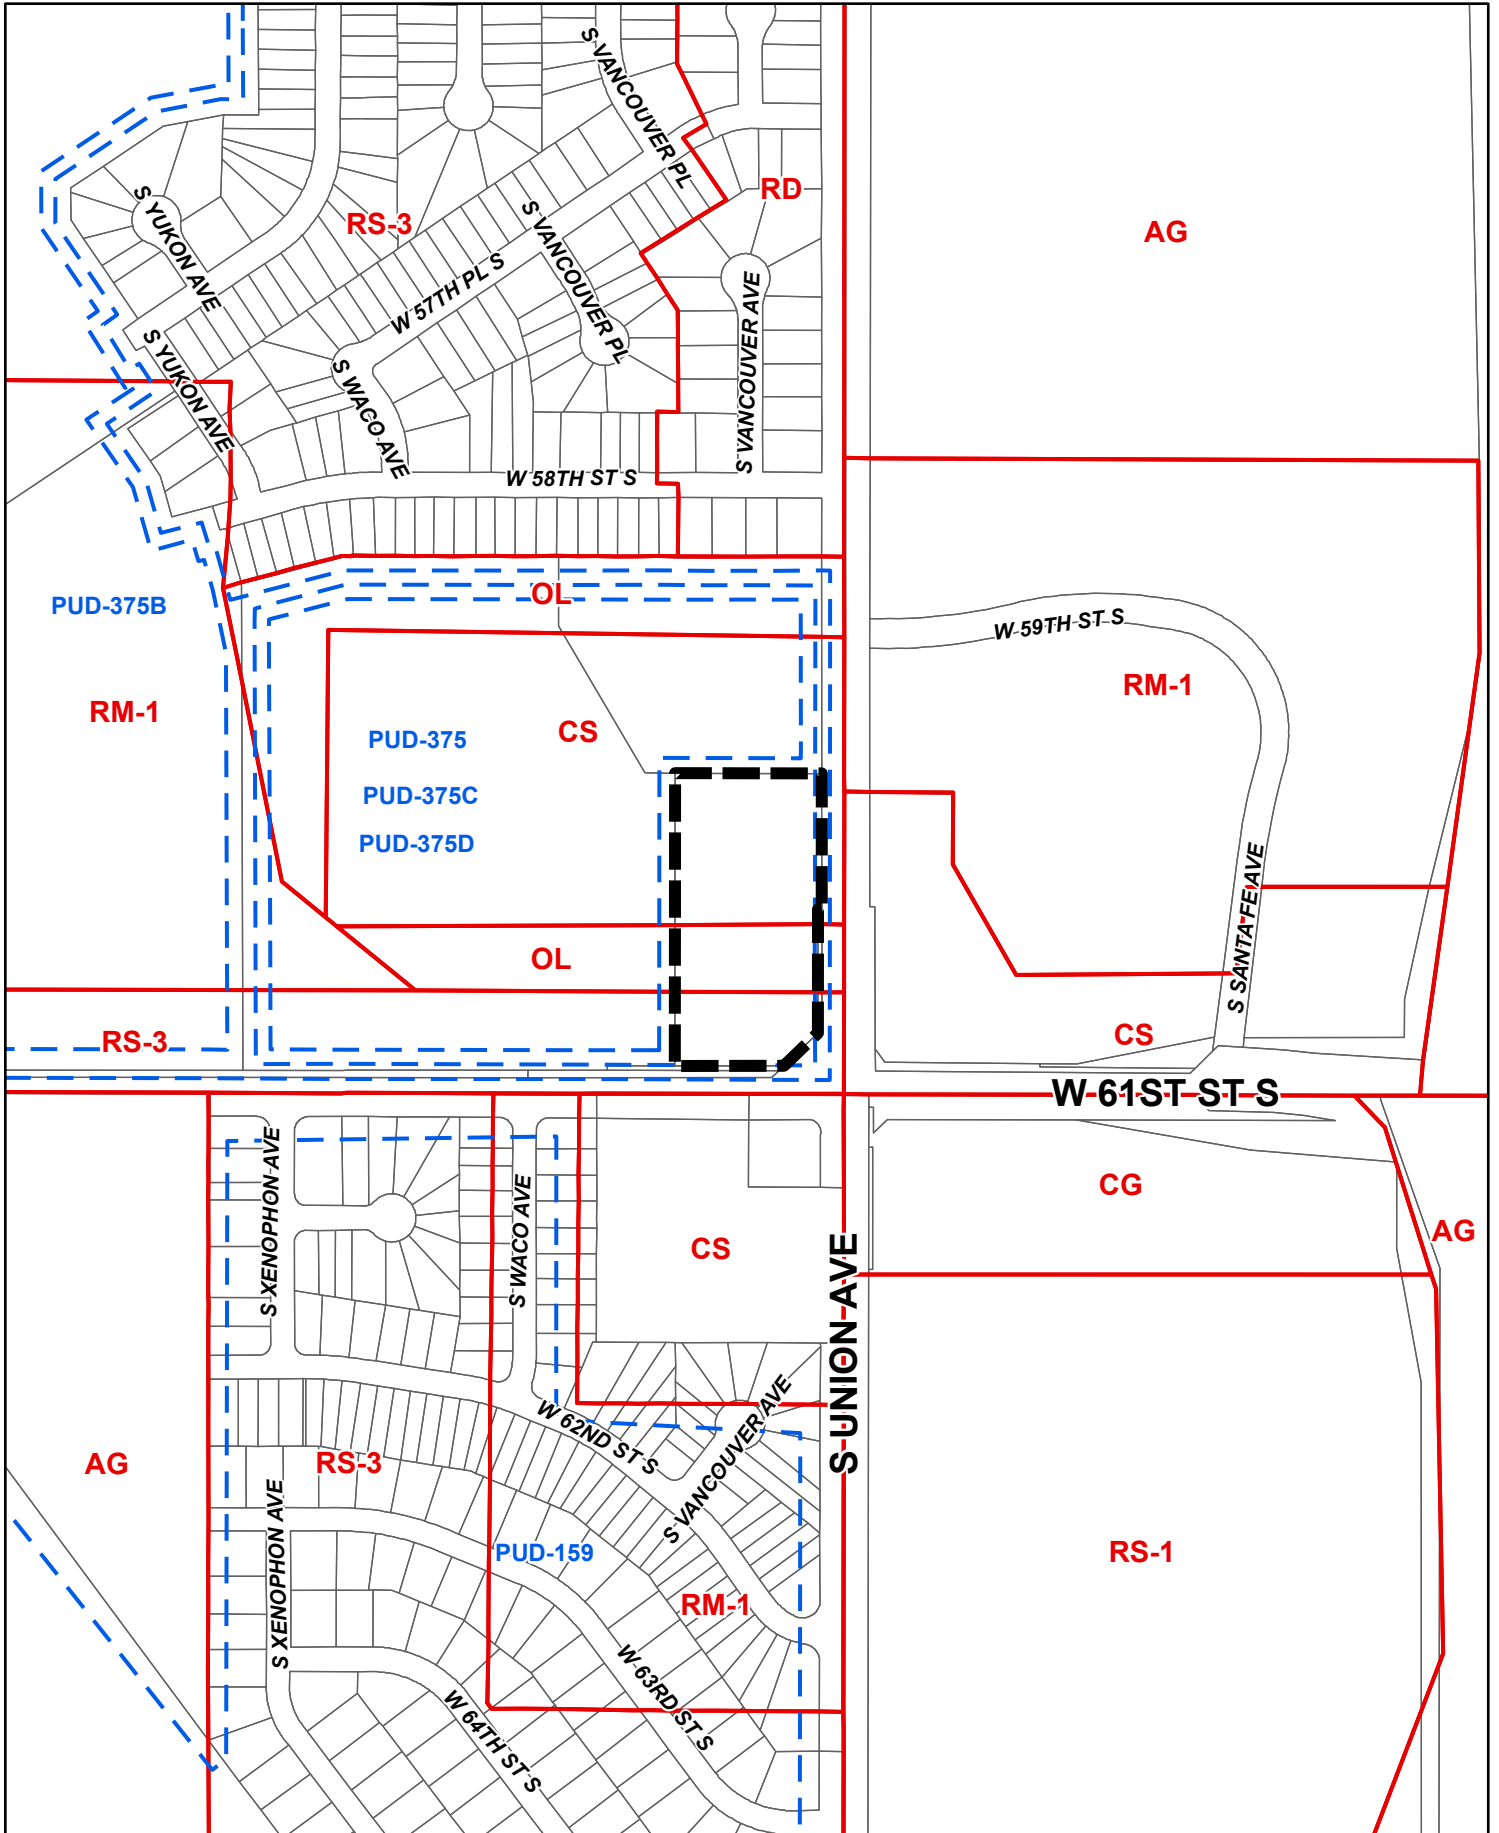 S VANCOUVER PL
RD
S YUKON AVE
RS-3
AG
S VANCOUVER PL
W 57TH PL S
S VANCOUVER AVE
S YUKON AVE
S WACO AVE
W 58TH ST S
PUD-375B
OL
W 59TH ST S
RM-1
RM-1
CS
PUD-375
PUD-375C
PUD-375D
S SANTA FE AVE
OL
RS-3
CS
W 61ST ST S
S XENOPHON AVE
S WACO AVE
CG
AG
CS
S UNION AVE
W 62ND ST S
S VANCOUVER AVE
AG
RS-3
S XENOPHON AVE
PUD-159
RS-1
RM-1
W 63RD ST S
W 64TH ST S